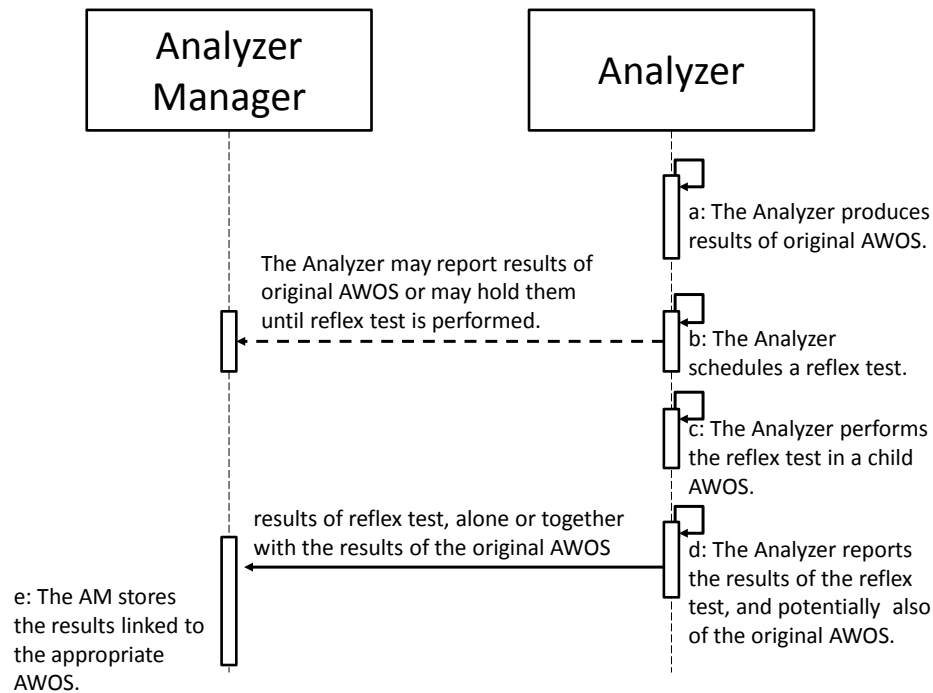 Analyzer
Manager
Analyzer
a: The Analyzer produces
results of original AWOS.
The Analyzer may report results of
original AWOS or may hold them
until reflex test is performed.
b: The Analyzer
schedules a reflex test.
c: The Analyzer performs
the reflex test in a child
AWOS.
results of reflex test, alone or together
with the results of the original AWOS
d: The Analyzer reports
the results of the reflex
test, and potentially also
of the original AWOS.
e: The AM stores
the results linked to
the appropriate
AWOS.